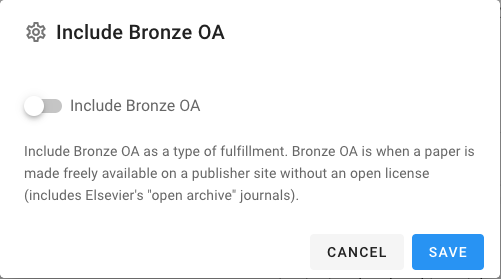 Include Bronze OA
Include Bronze OA
Include Bronze OA as a type of fulfillment. Bronze OA is when a paper is
made freely available on a publisher site without an open license
(includes Elsevier's "open archive" journals).
CANCEL
SAVE